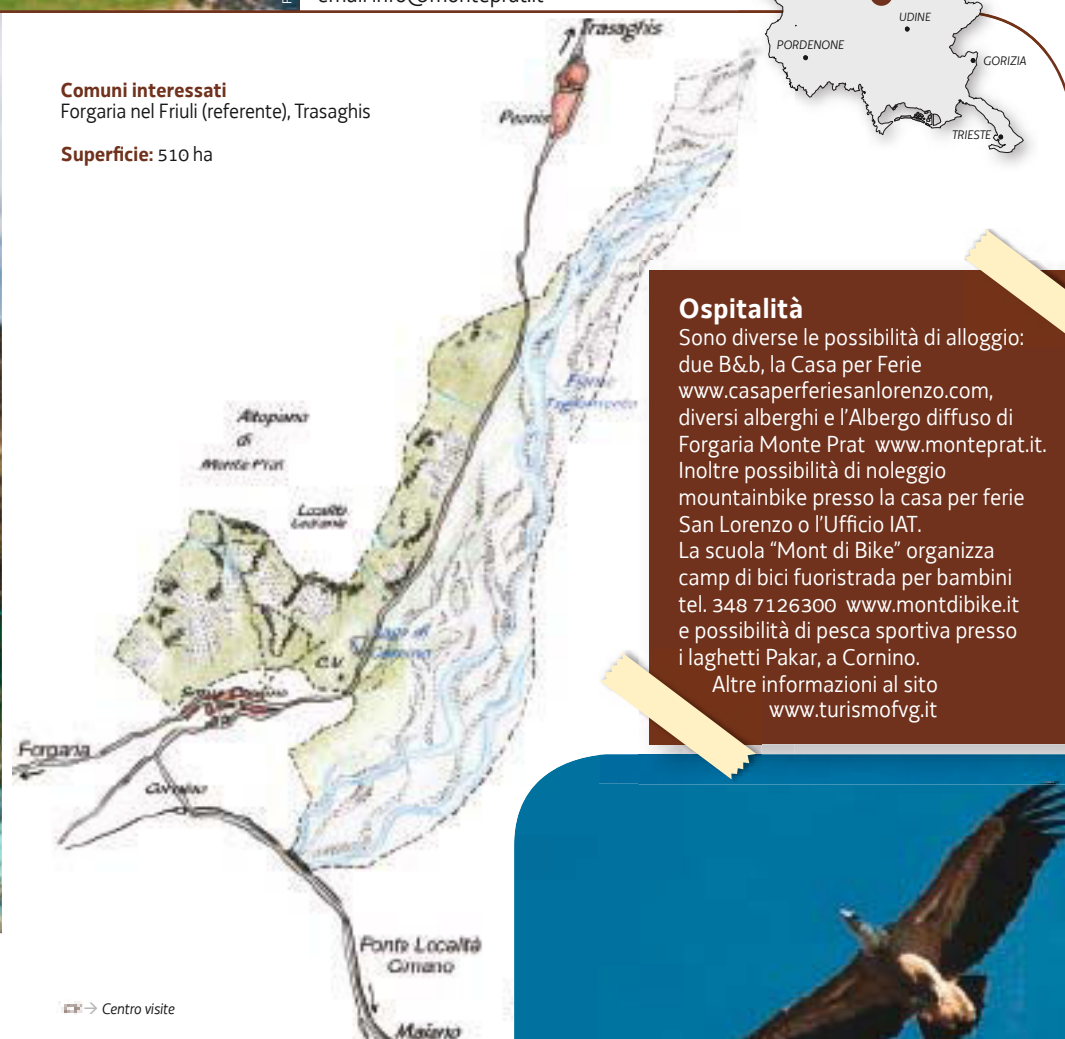 email info@monteprat.it
UDINE
PORDENONE
GORIZIA
TRIESTE
Comuni interessati
Forgaria nel Friuli (referente), Trasaghis
Superficie: 510 ha
Trasaghis
Peonis
Altopiano
di
Monte Prat
Località
Fiume
Tagliamento
Lago di
Cornino
C.V.
Forgaria
Cornino
Ponte Località
Cimano
Maiano
Centro visite
Ospitalità
Sono diverse le possibilità di alloggio:
due B&b, la Casa per Ferie
www.casaperferiesanlorenzo.com,
diversi alberghi e l'Albergo diffuso di
Forgaria Monte Prat www.monteprat.it.
Inoltre possibilità di noleggio
mountainbike presso la casa per ferie
San Lorenzo o l'Ufficio IAT.
La scuola “Mont di Bike” organizza
camp di bici fuoristrada per bambini
tel. 348 7126300 www.montdibike.it
e possibilità di pesca sportiva presso
i laghetti Pakar, a Cornino.
Altre informazioni al sito
www.turismofvg.it